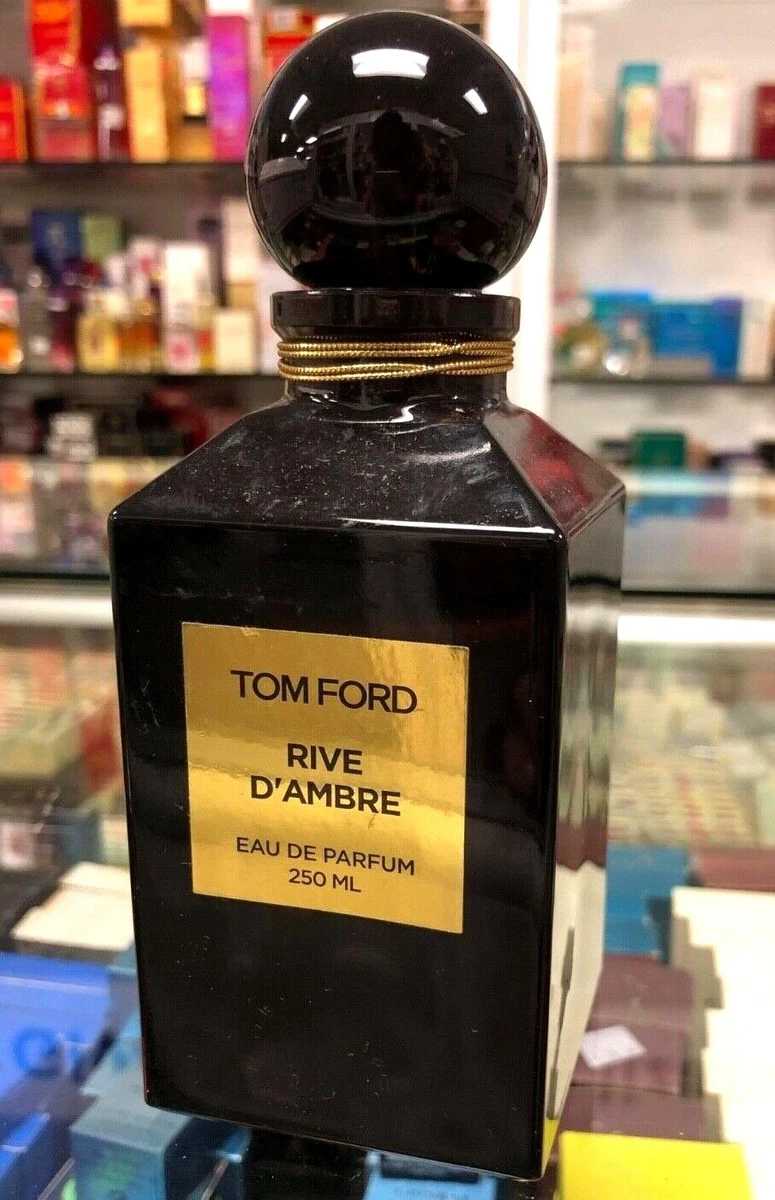 TOM FORD
RIVE
D'AMBRE
EAU DE PARFUM
250 ML